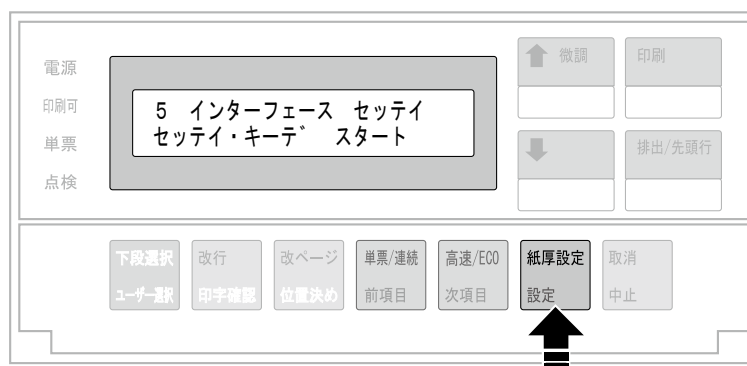 電源
印刷可
単票
点検
5 インターフェース セッテイ
セッテイ・キーデ゛ スタート
微調
印刷
排出/先頭行
下段選択
ユーザー選択
改行
印字確認
改ページ
位置決め
単票/連続
前項目
高速/ECO
次項目
紙厚設定
設定
取消
中止